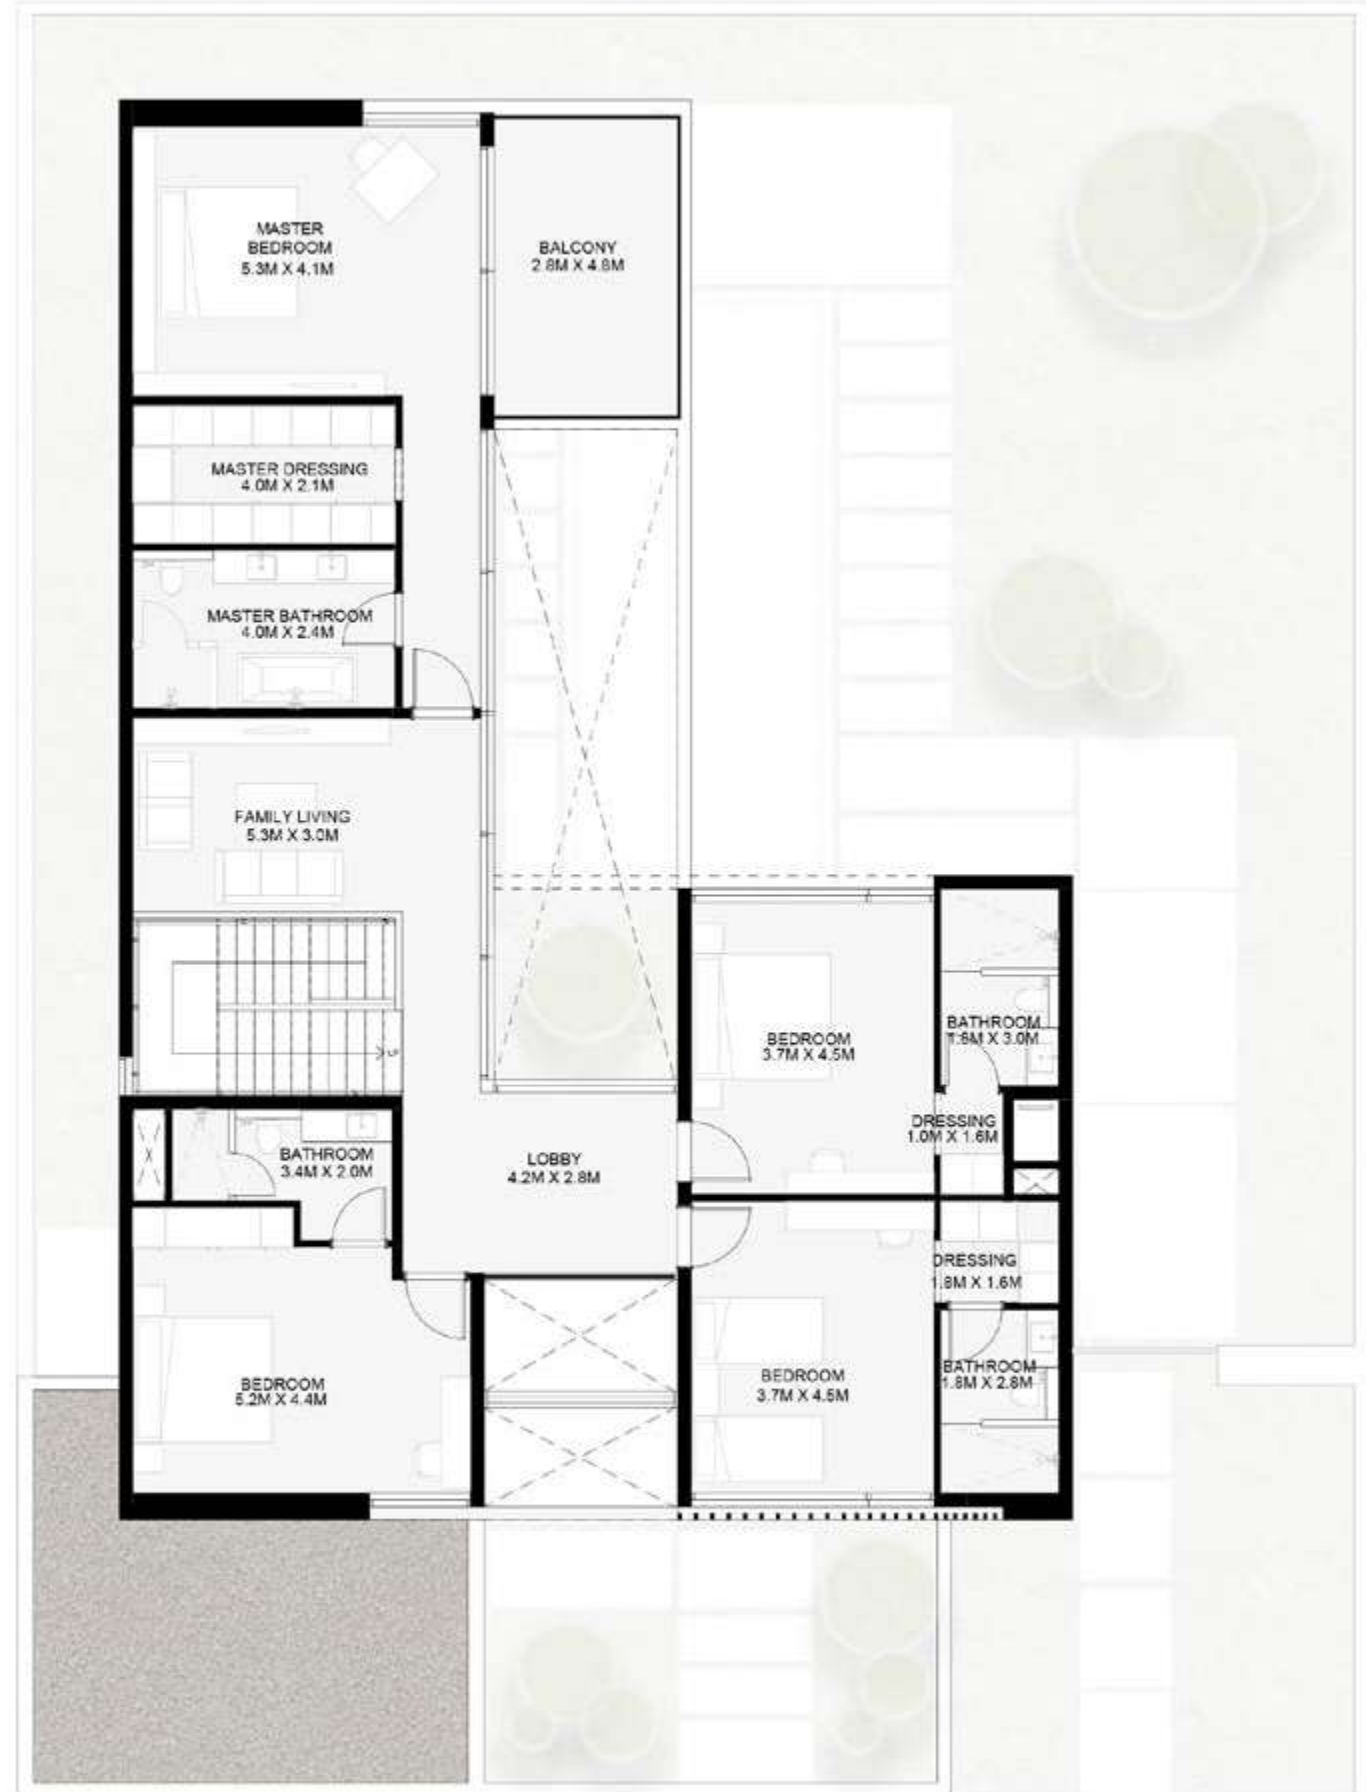 MASTER
BEDROOM
5.3M X 4.1M
BALCONY
2.8M X 4.8M
MASTER DRESSING
4.0M X 2.1M
MASTER BATHROOM
4.0M X 2.4M
FAMILY LIVING
5.3M X 3.0M
BEDROOM
3.7M X 4.5M
BATHROOM
1.8M X 3.0M
DRESSING
1.0M X 1.6M
BATHROOM
3.4M X 2.0M
LOBBY
4.2M X 2.8M
DRESSING
1.8M X 1.6M
BEDROOM
5.2M X 4.4M
BEDROOM
3.7M X 4.5M
BATHROOM
1.8M X 2.8M